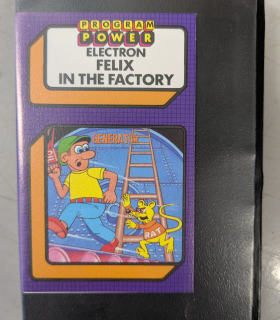 PROGRAM
POWER
ELECTRON
FELIX
IN THE FACTORY
GENERATOR
RAT